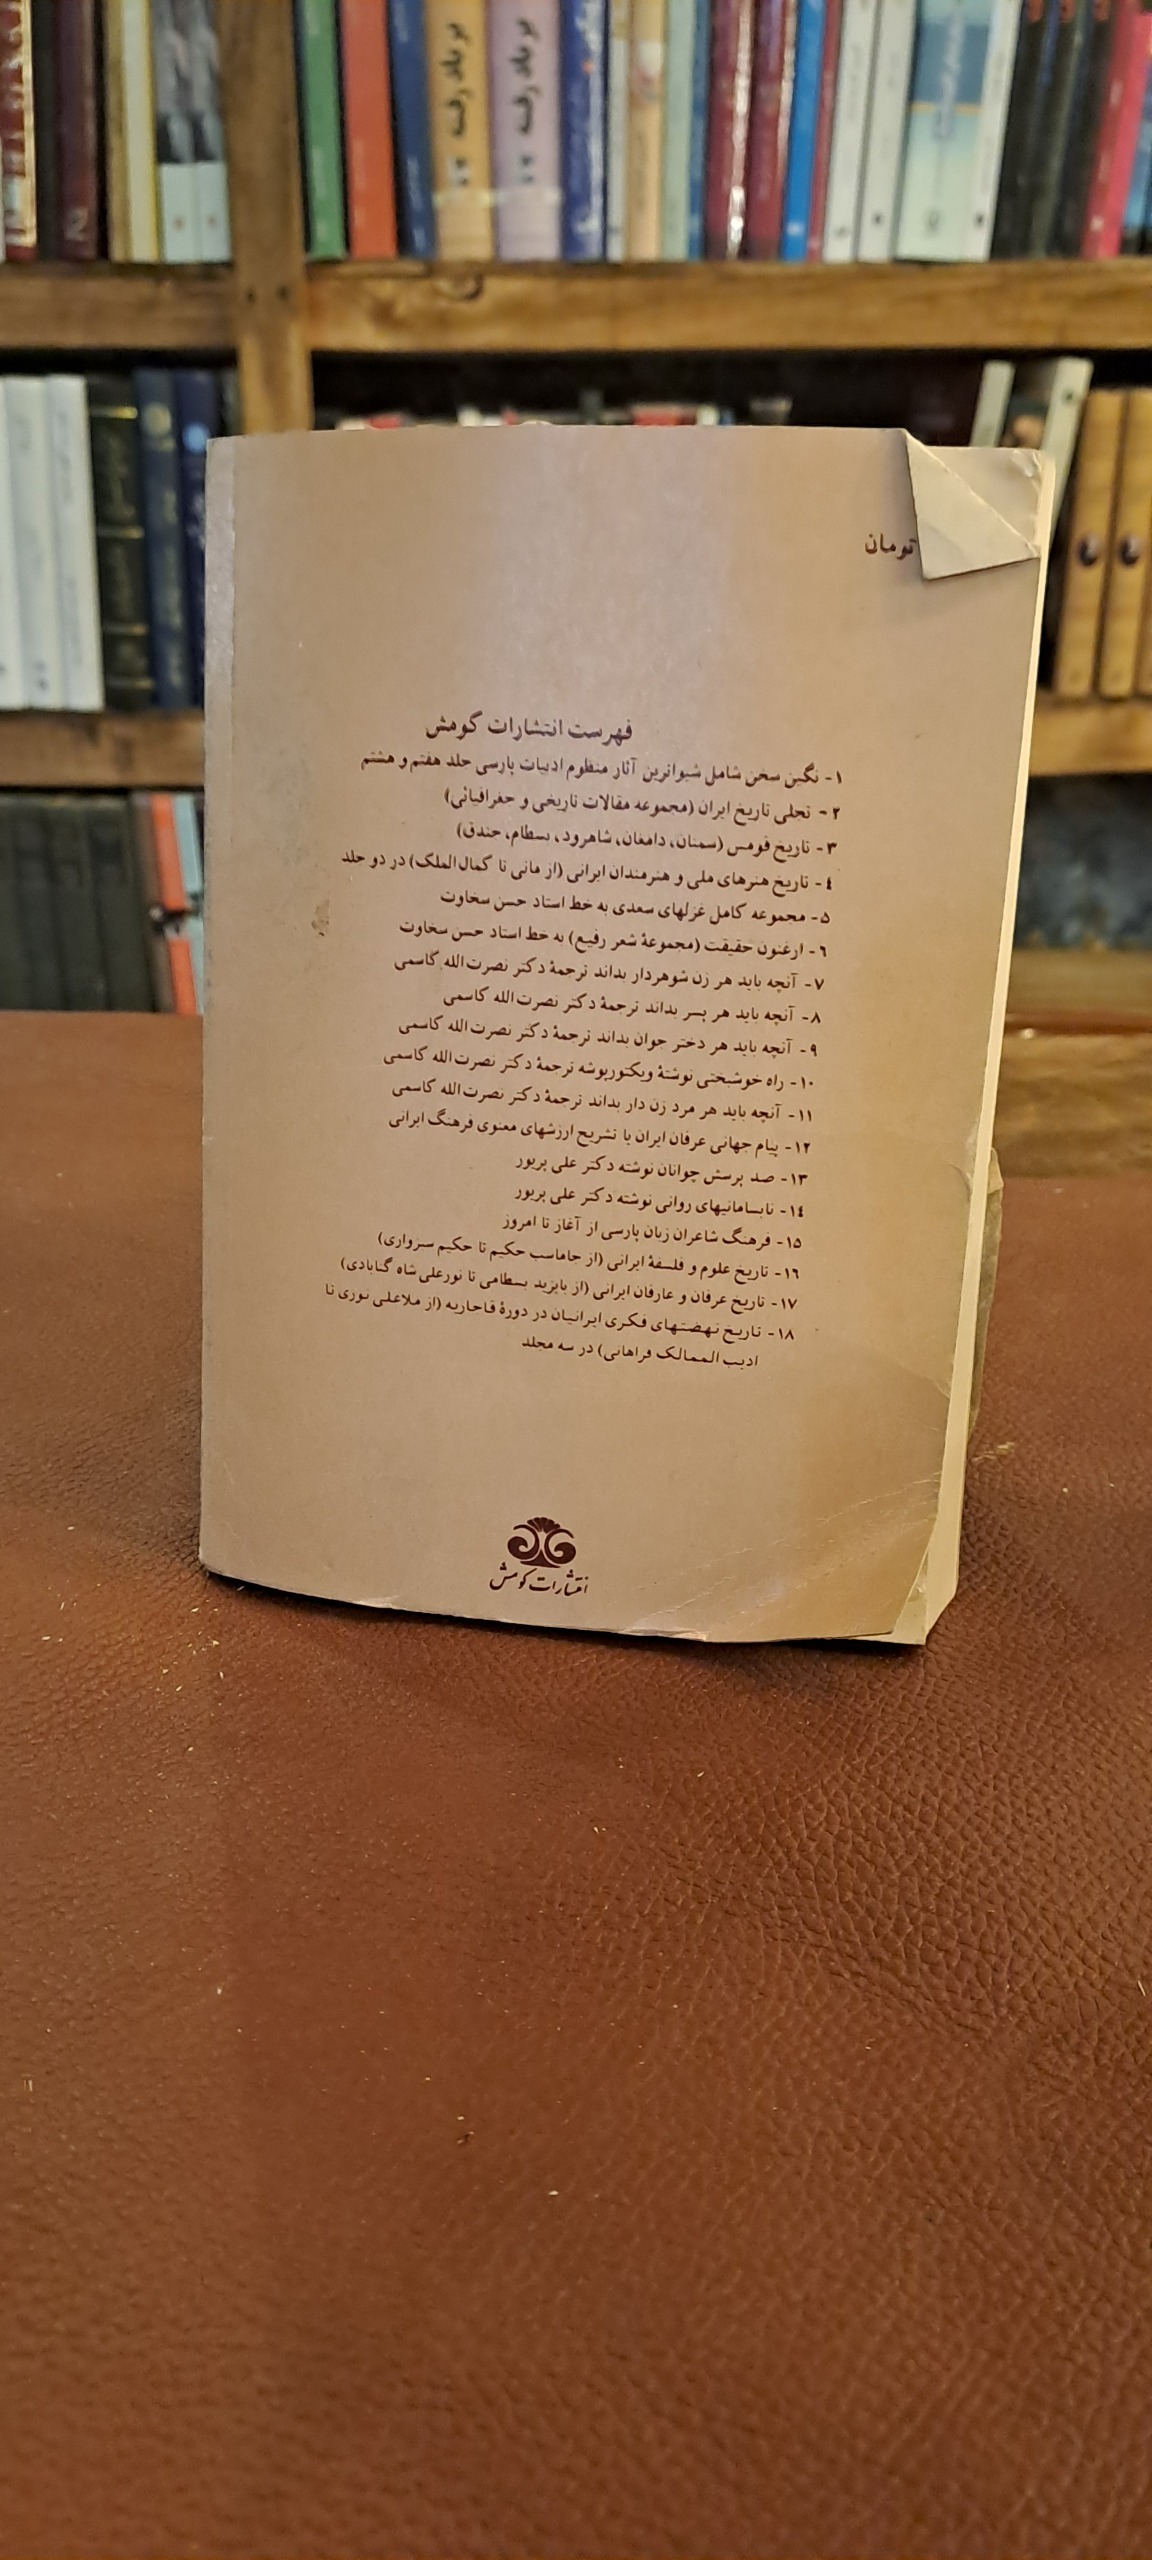 بر باد رفته
بر باد رفته
تومان
فهرست انتشارات گومش
۱- نگین سخن شامل شیواترین آثار منظوم ادبیات پارسی جلد هفتم و هشتم
۲- تجلی تاریخ ایران (مجموعه مقالات تاریخی و جغرافیائی)
۳- تاریخ قومس (سمنان، دامغان، شاهرود، بسطام، جندق)
٤- تاریخ هنرهای ملی و هنرمندان ایرانی (از مانی تا کمال‌الملک) در دو جلد
۵- مجموعه کامل غزلهای سعدی به خط استاد حسن سخاوت
٦- ارغنون حقیقت (مجموعهٔ شعر رفیع) به خط استاد حسن سخاوت
۷- آنچه باید هر زن شوهردار بداند ترجمهٔ دکتر نصرت‌الله کاسمی
۸- آنچه باید هر پسر بداند ترجمهٔ دکتر نصرت‌الله کاسمی
۹- آنچه باید هر دختر جوان بداند ترجمهٔ دکتر نصرت‌الله کاسمی
۱۰- راه خوشبختی نوشتهٔ ویکتورپوشه ترجمهٔ دکتر نصرت‌الله کاسمی
۱۱- آنچه باید هر مرد زن دار بداند ترجمهٔ دکتر نصرت‌الله کاسمی
۱۲- پیام جهانی عرفان ایران با تشریح ارزشهای معنوی فرهنگ ایرانی
۱۳- صد پرسش جوانان نوشته دکتر علی پریور
۱٤- نابسامانیهای روانی نوشته دکتر علی پریور
۱۵- فرهنگ شاعران زبان پارسی از آغاز تا امروز
۱٦- تاریخ علوم و فلسفهٔ ایرانی (از جاماسب حکیم تا حکیم سبزواری)
۱۷- تاریخ عرفان و عارفان ایرانی (از بایزید بسطامی تا نورعلی شاه گنابادی)
۱۸- تاریخ نهضتهای فکری ایرانیان در دورهٔ قاجاریه (از ملاعلی نوری تا
ادیب الممالک فراهانی) در سه مجلد
انتشارات کومش